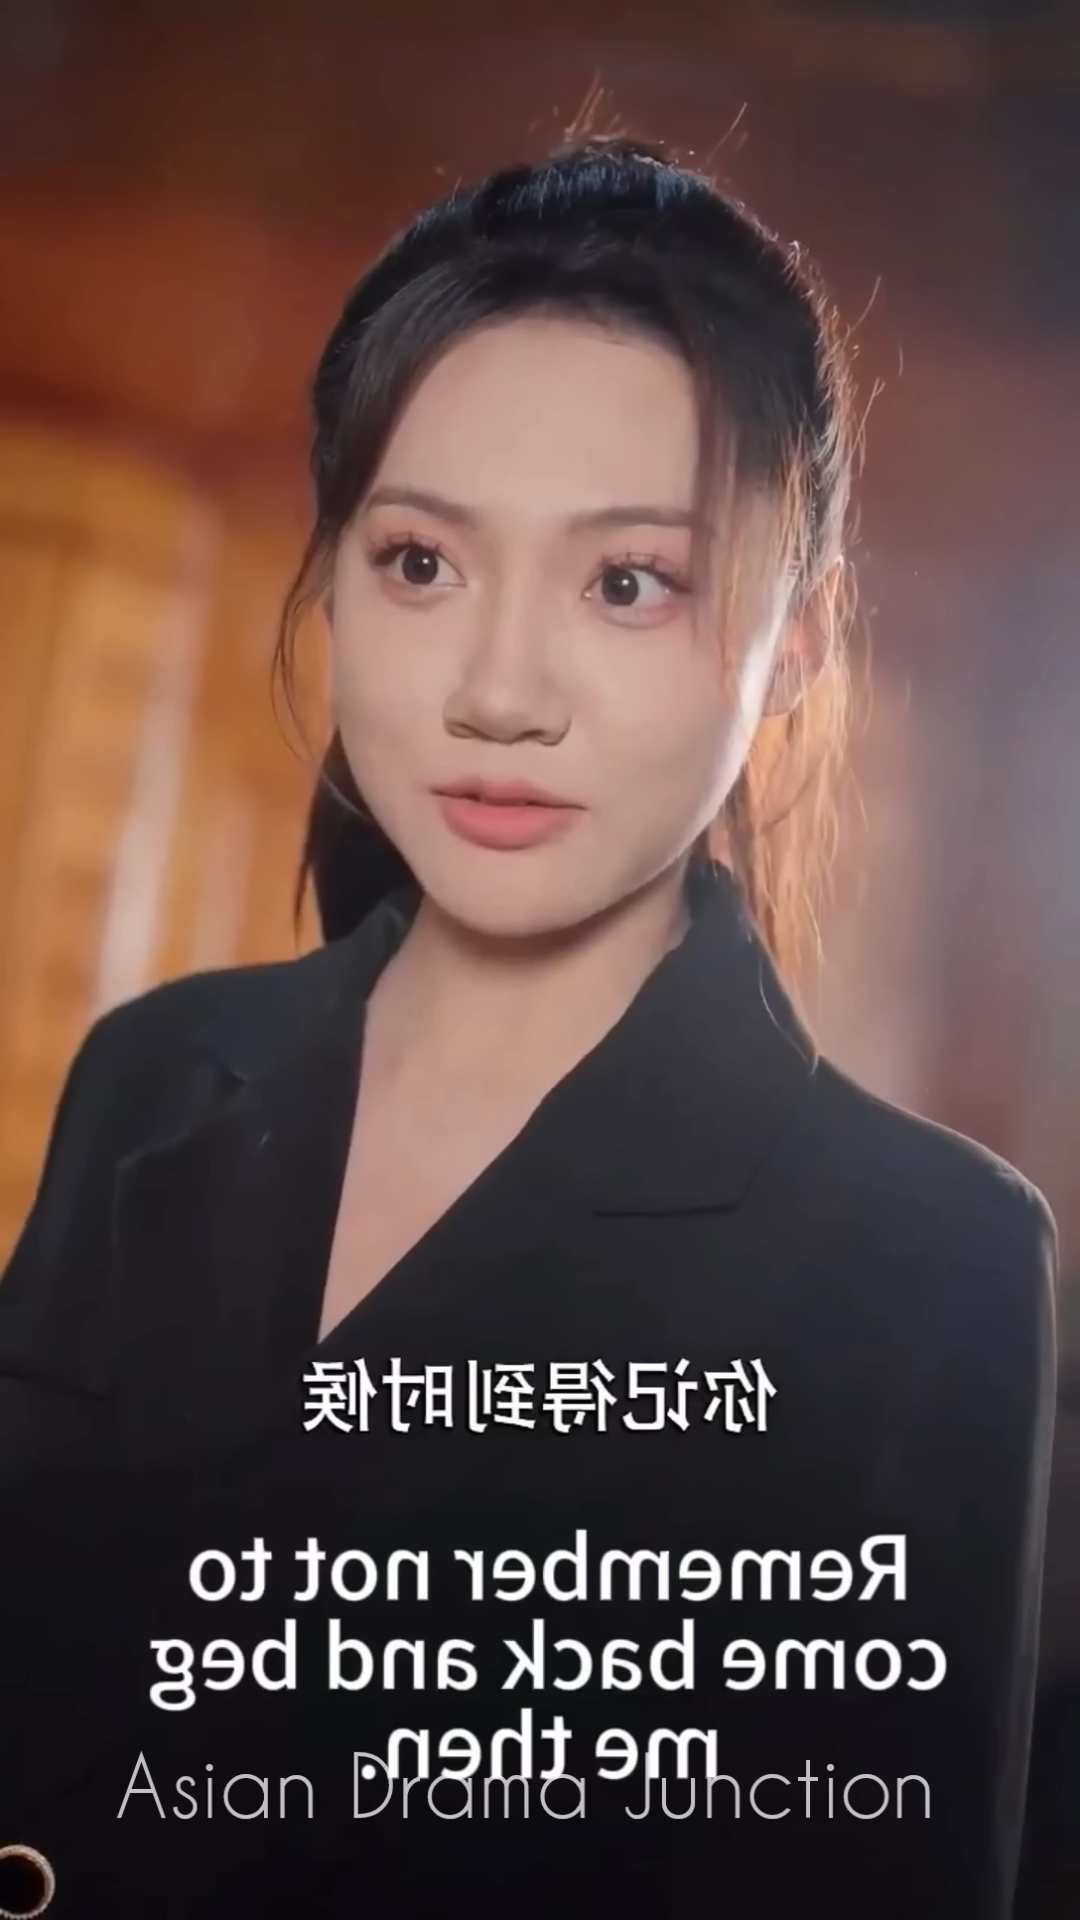 你记得到时候
Remember not to
come back and beg
me then.
Asian Drama Junction